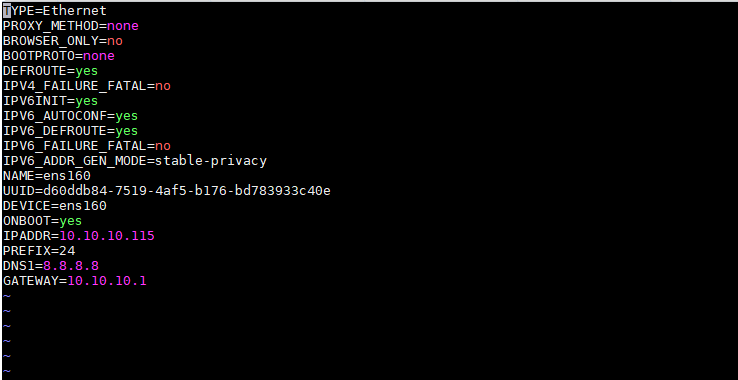 TYPE=Ethernet
PROXY_METHOD=none
BROWSER_ONLY=no
BOOTPROTO=none
DEFROUTE=yes
IPV4_FAILURE_FATAL=no
IPV6INIT=yes
IPV6_AUTOCONF=yes
IPV6_DEFROUTE=yes
IPV6_FAILURE_FATAL=no
IPV6_ADDR_GEN_MODE=stable-privacy
NAME=ens160
UUID=d60ddb84-7519-4af5-b176-bd783933c40e
DEVICE=ens160
ONBOOT=yes
IPADDR=10.10.10.115
PREFIX=24
DNS1=8.8.8.8
GATEWAY=10.10.10.1
~
~
~
~
~
~